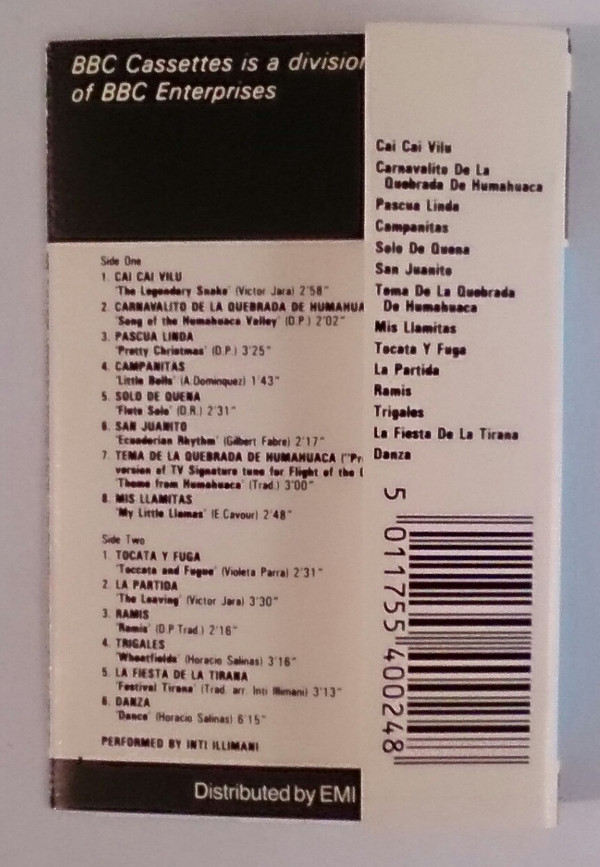 BBC Cassettes is a division
of BBC Enterprises
Side One
1. CAI CAI VILU
'The Legendary Snake' (Victor Jara) 2'58"
2. CARNAVALITO DE LA QUEBRADA DE HUMAHUA
'Song of the Humahuaca Valley' (D.P.) 2'02"
3. PASCUA LINDA
'Pretty Christmas' (D.P.) 3'25"
4. CAMPANITAS
'Little Bells' (A.Dominquez) 1'43"
5. SOLO DE QUENA
'Flute Solo' (D.R.) 2'31"
6. SAN JUANITO
'Ecuadorian Rhythm' (Gilbert Fabre) 2'17"
7. TEMA DE LA QUEBRADA DE HUMAHUACA ("Pr
version of TV Signature tune for Flight of the
'Theme from Humahuaca' (Trad.) 3'00"
8. MIS LLAMITAS
'My Little Llamas' (E.Cavour) 2'48"
Side Two
1. TOCATA Y FUGA
'Toccata and Fugue' (Violeta Parra) 2'31"
2. LA PARTIDA
'The Leaving' (Victor Jara) 3'30"
3. RAMIS
'Ramis' (D.P Trad.) 2'16"
4. TRIGALES
'Wheatfields' (Horacio Salinas) 3'16"
5. LA FIESTA DE LA TIRANA
'Festival Tirana' (Trad. arr. Inti Illimani) 3'13"
6. DANZA
'Dance' (Horacio Salinas) 6'15"
PERFORMED BY INTI ILLIMANI
Distributed by EMI
Cai Cai Vilu
Carnavalito De La
Quebrada De Humahuaca
Pascua Linda
Campanitas
Solo De Quena
San Juanito
Tema De La Quebrada
De Humahuaca
Mis Llamitas
Tocata Y Fuga
La Partida
Ramis
Trigales
La Fiesta De La Tirana
Danza
5 011755 400248